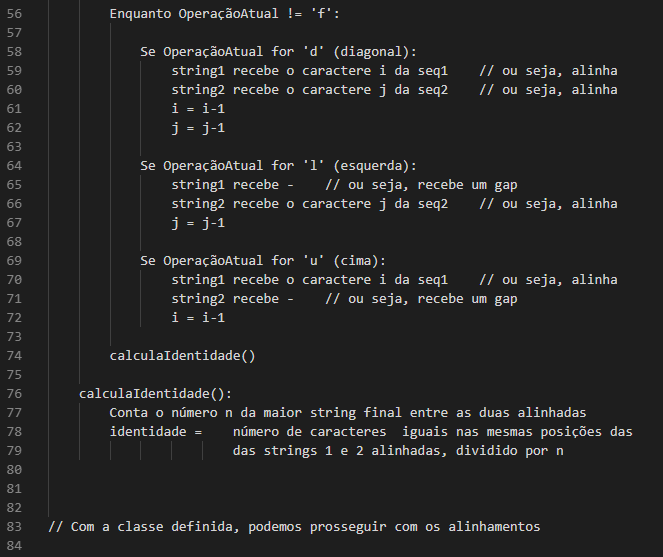 56 Enquanto OperaçãoAtual != 'f':
57
58 Se OperaçãoAtual for 'd' (diagonal):
59 string1 recebe o caractere i da seq1 // ou seja, alinha
60 string2 recebe o caractere j da seq2 // ou seja, alinha
61 i = i-1
62 j = j-1
63
64 Se OperaçãoAtual for 'l' (esquerda):
65 string1 recebe - // ou seja, recebe um gap
66 string2 recebe o caractere j da seq2 // ou seja, alinha
67 j = j-1
68
69 Se OperaçãoAtual for 'u' (cima):
70 string1 recebe o caractere i da seq1 // ou seja, alinha
71 string2 recebe - // ou seja, recebe um gap
72 i = i-1
73
74 calculaIdentidade()
75
76 calculaIdentidade():
77 Conta o número n da maior string final entre as duas alinhadas
78 identidade = número de caracteres iguais nas mesmas posições das
79 das strings 1 e 2 alinhadas, dividido por n
80
81
82
83 // Com a classe definida, podemos prosseguir com os alinhamentos
84